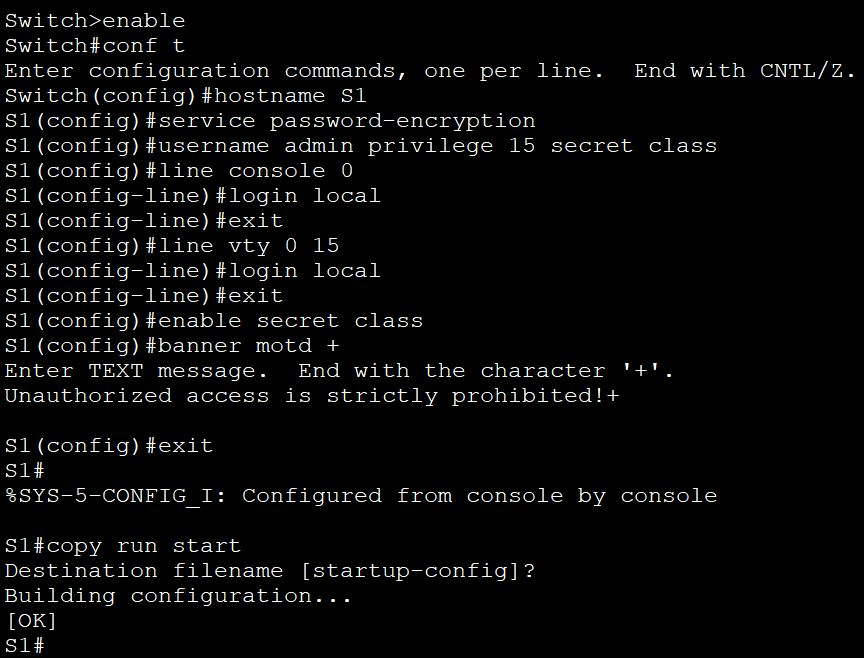 Switch>enable
Switch#conf t
Enter configuration commands, one per line.  End with CNTL/Z.
Switch(config)#hostname S1
S1(config)#service password-encryption
S1(config)#username admin privilege 15 secret class
S1(config)#line console 0
S1(config-line)#login local
S1(config-line)#exit
S1(config)#line vty 0 15
S1(config-line)#login local
S1(config-line)#exit
S1(config)#enable secret class
S1(config)#banner motd +
Enter TEXT message.  End with the character '+'.
Unauthorized access is strictly prohibited!+

S1(config)#exit
S1#
%SYS-5-CONFIG_I: Configured from console by console

S1#copy run start
Destination filename [startup-config]?
Building configuration...
[OK]
S1#